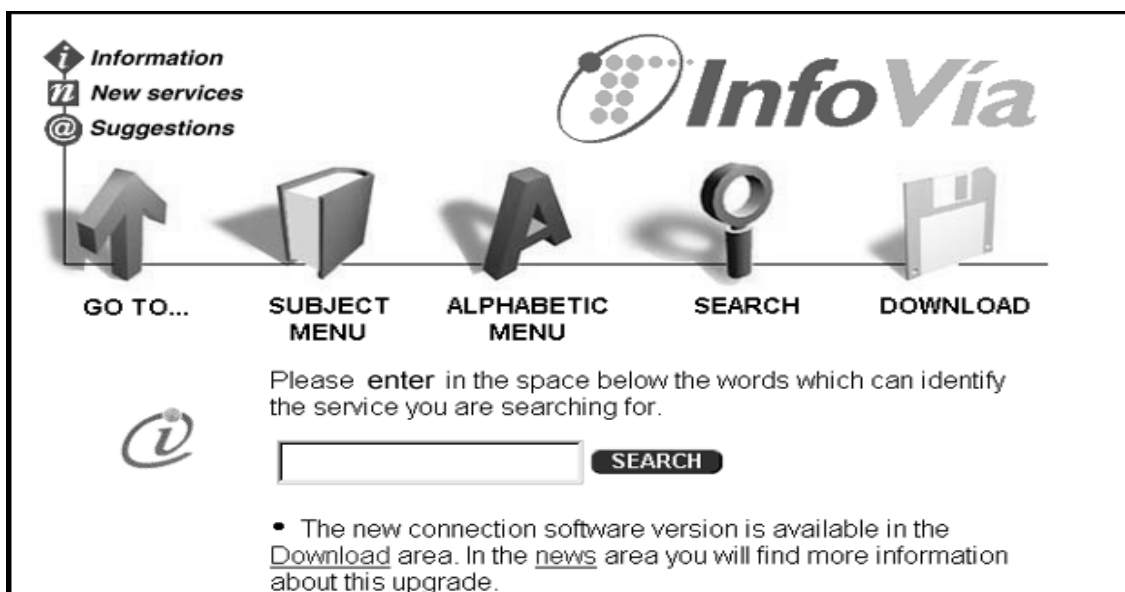 i Information
n New services
@ Suggestions
InfoVía
GO TO...
SUBJECT
MENU
ALPHABETIC
MENU
SEARCH
DOWNLOAD
Please enter in the space below the words which can identify
the service you are searching for.
i
SEARCH
• The new connection software version is available in the
Download area. In the news area you will find more information
about this upgrade.